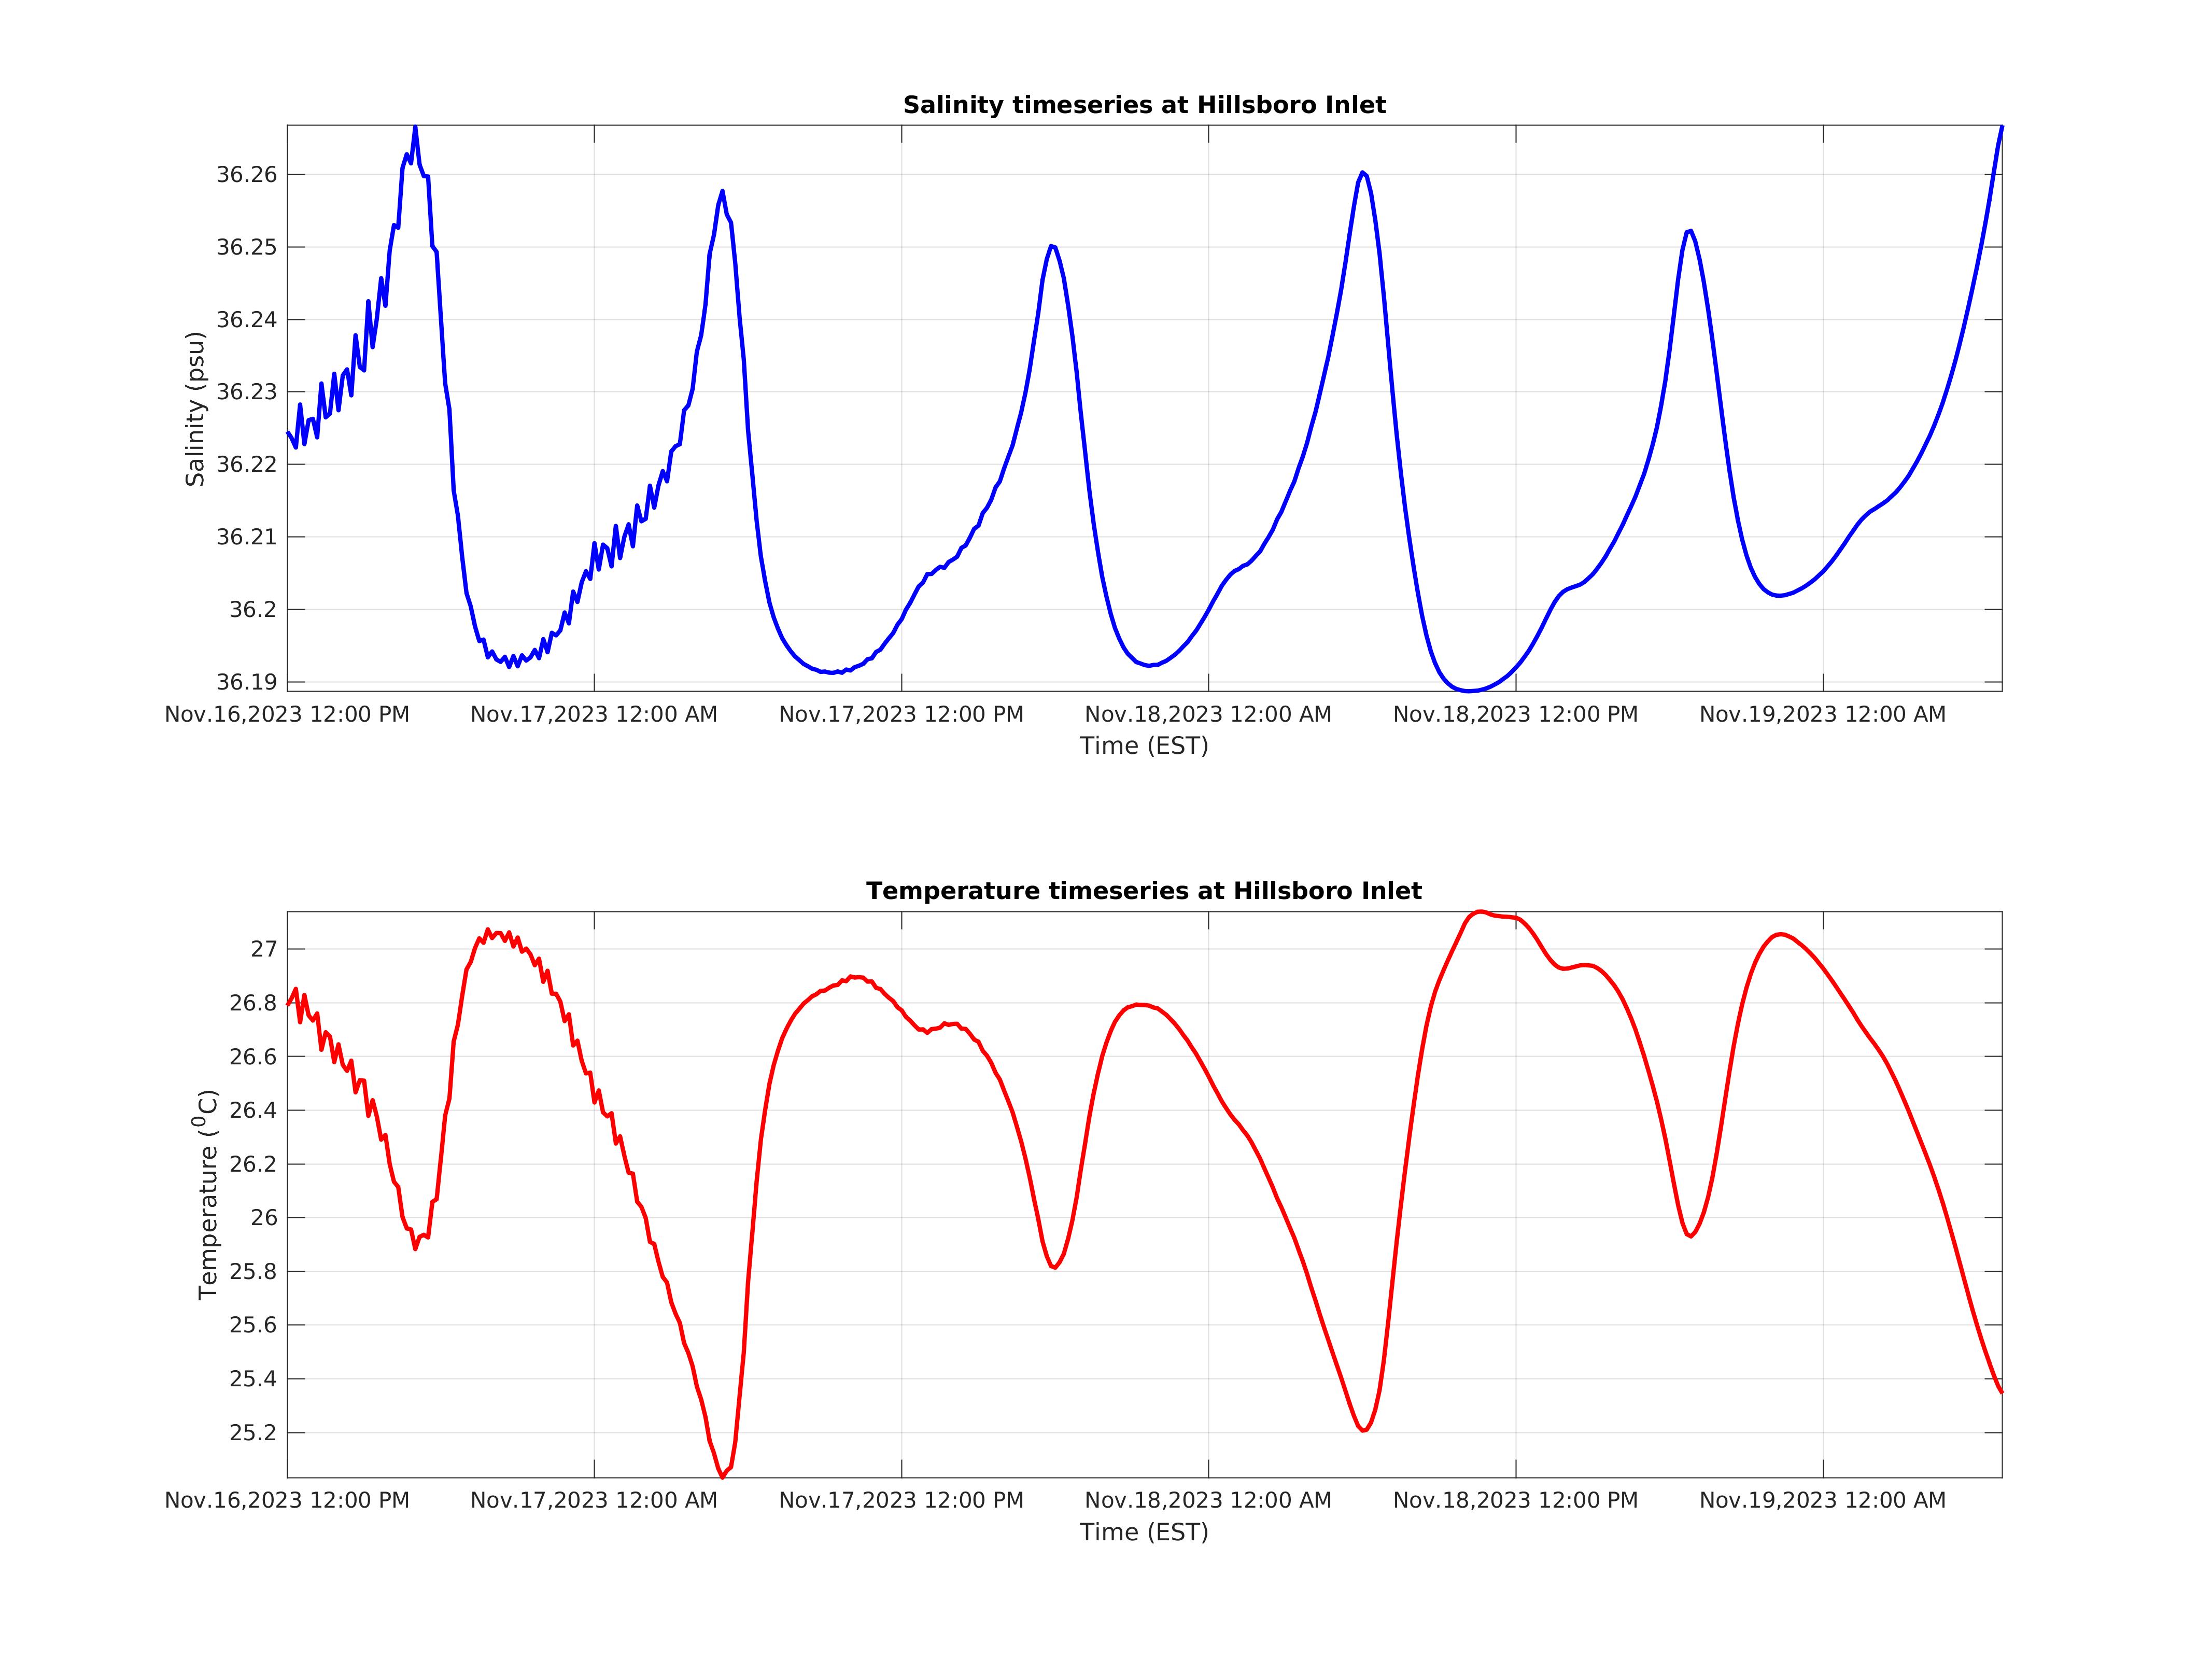 Salinity timeseries at Hillsboro Inlet
36.26
36.25
36.24
36.23
36.22
36.21
36.2
36.19
Salinity (psu)
Nov.16,2023 12:00 PM Nov.17,2023 12:00 AM Nov.17,2023 12:00 PM Nov.18,2023 12:00 AM Nov.18,2023 12:00 PM Nov.19,2023 12:00 AM
Time (EST)
Temperature timeseries at Hillsboro Inlet
27
26.8
26.6
26.4
26.2
26
25.8
25.6
25.4
25.2
Temperature (⁰C)
Nov.16,2023 12:00 PM Nov.17,2023 12:00 AM Nov.17,2023 12:00 PM Nov.18,2023 12:00 AM Nov.18,2023 12:00 PM Nov.19,2023 12:00 AM
Time (EST)